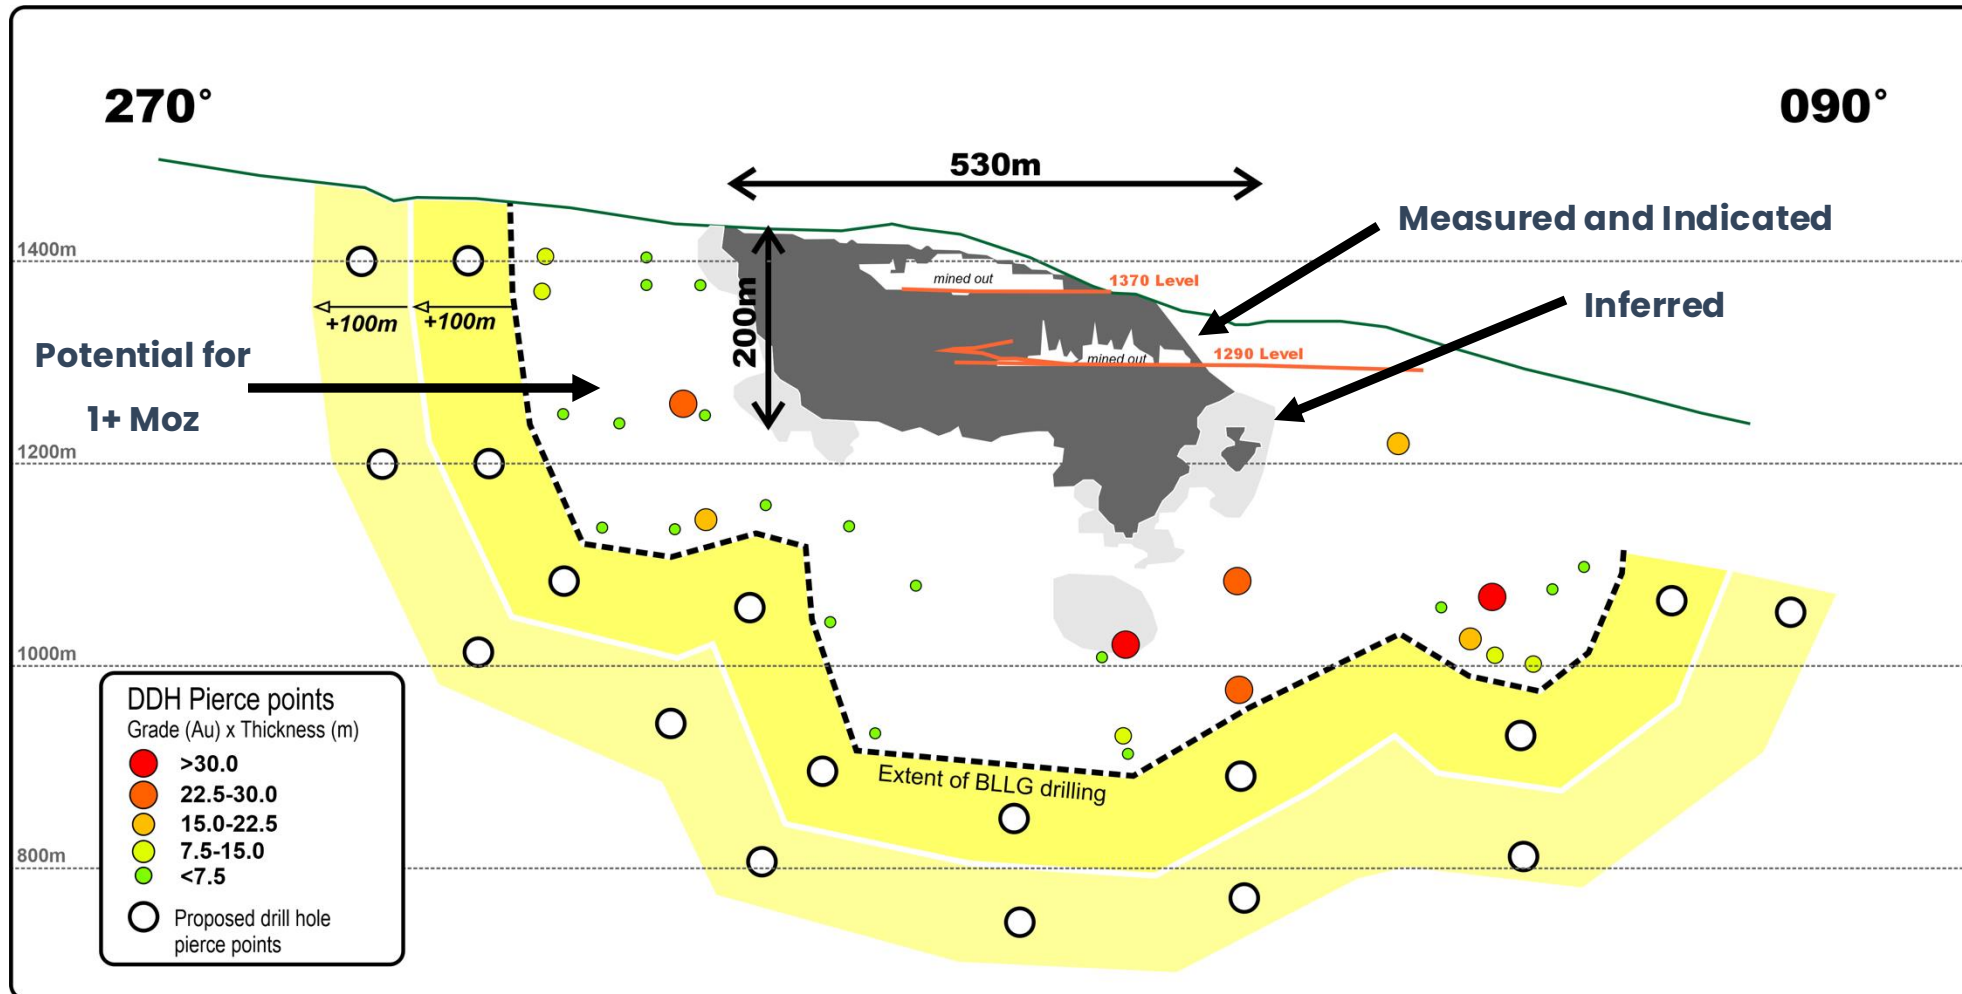 270°
090°
530m
Measured and Indicated
1400m
mined out
1370 Level
200m
Inferred
+100m
+100m
Potential for
1+ Moz
mined out
1290 Level
1200m
1000m
DDH Pierce points
Grade (Au) x Thickness (m)
>30.0
22.5-30.0
15.0-22.5
7.5-15.0
<7.5
Proposed drill hole
pierce points
Extent of BLLG drilling
800m